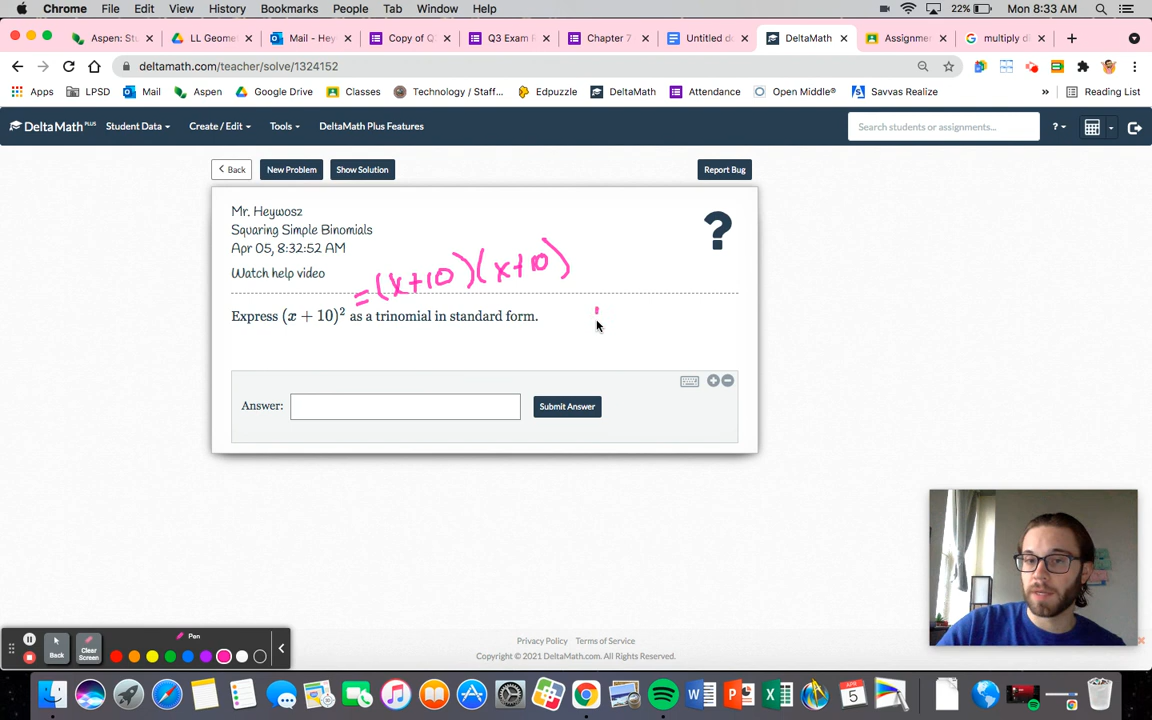 Chrome File Edit View History Bookmarks People Tab Window Help 22% Mon 8:33 AM
Aspen: Stu LL Geome Mail - Hey Copy of Q Q3 Exam R Chapter 7 Untitled do DeltaMath Assignme multiply di
deltamath.com/teacher/solve/1324152
Apps LPSD Mail Aspen Google Drive Classes Technology / Staff... Edpuzzle DeltaMath Attendance Open Middle® Savvas Realize » Reading List
DeltaMath PLUS Student Data Create / Edit Tools DeltaMath Plus Features Search students or assignments... ?
Back New Problem Show Solution Report Bug
Mr. Heywosz
Squaring Simple Binomials
Apr 05, 8:32:52 AM
Watch help video
?
=(x+10)(x+10)
Express (x + 10)² as a trinomial in standard form.
Answer: Submit Answer
Pen
Back Clear Screen
Privacy Policy Terms of Service
Copyright © 2021 DeltaMath.com. All Rights Reserved.
APR 5